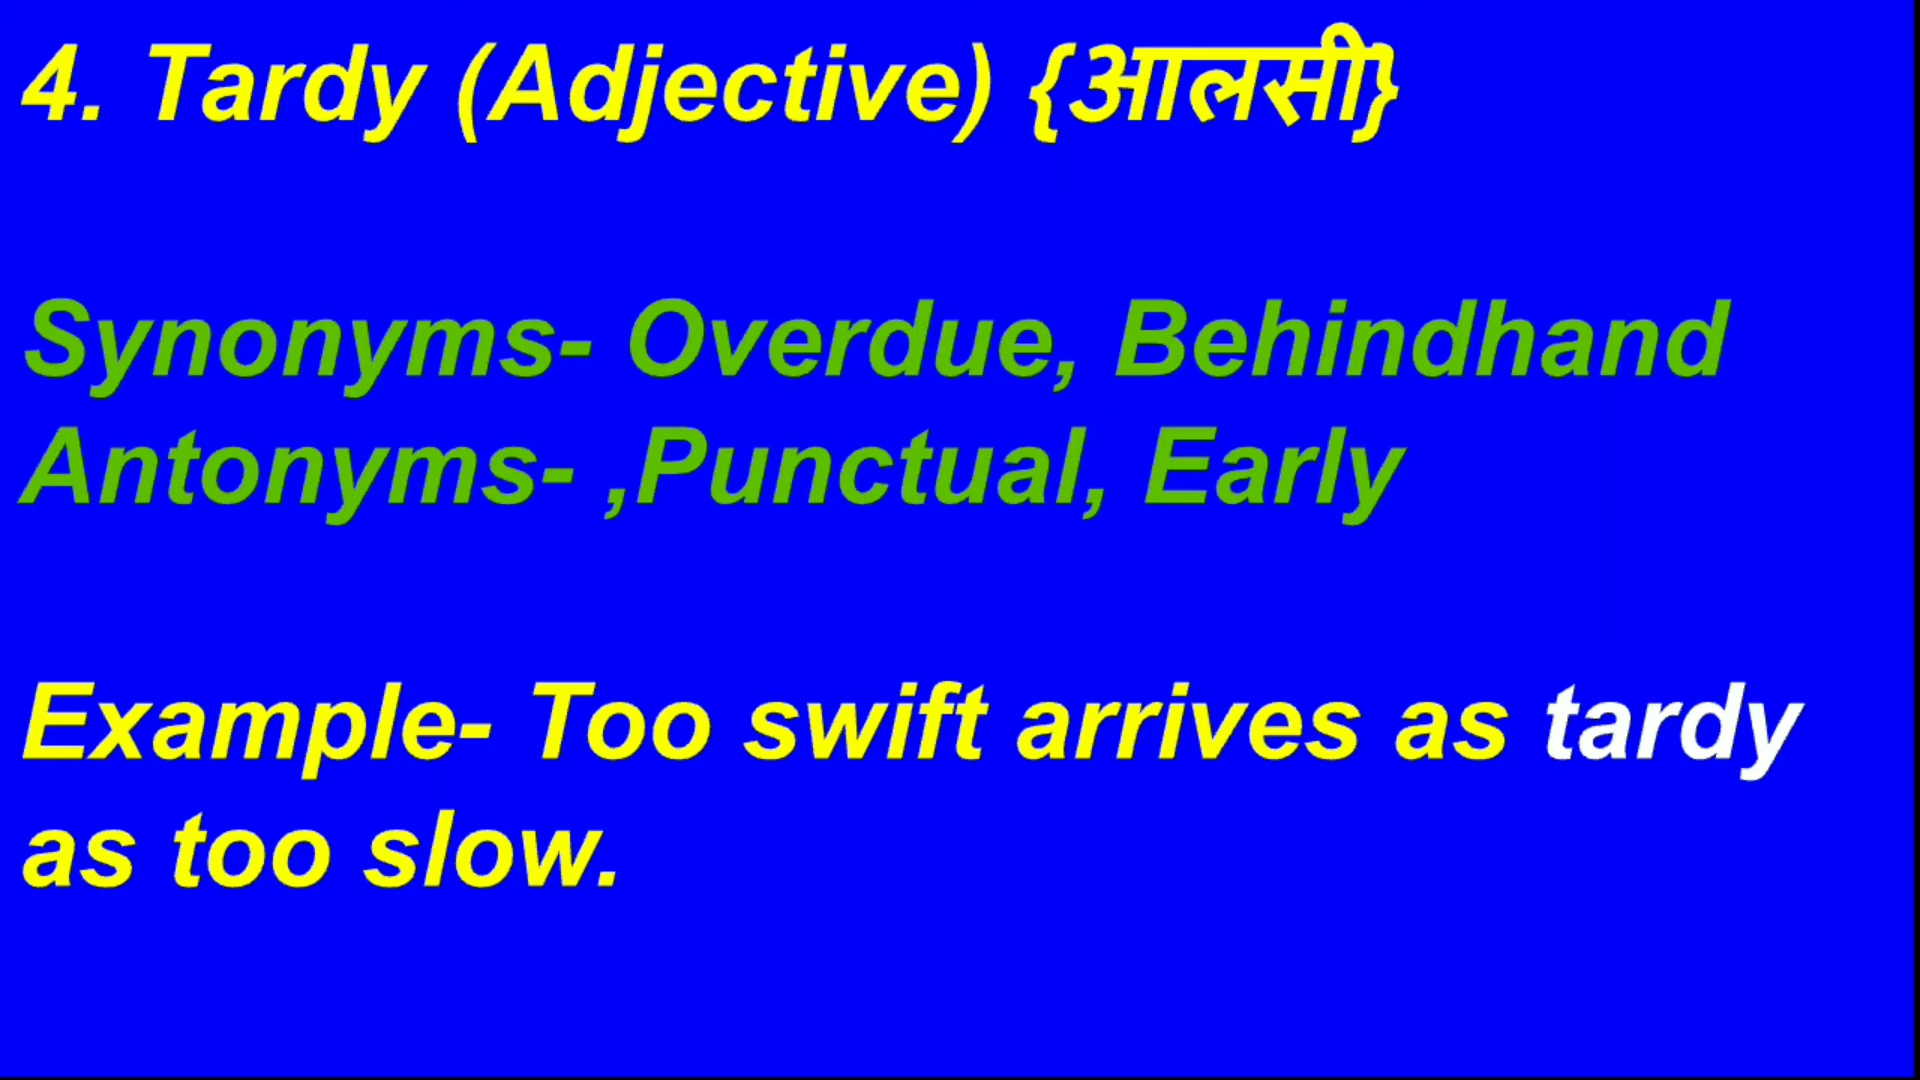 4. Tardy (Adjective) {आलसी}
Synonyms- Overdue, Behindhand
Antonyms- ,Punctual, Early
Example- Too swift arrives as tardy
as too slow.